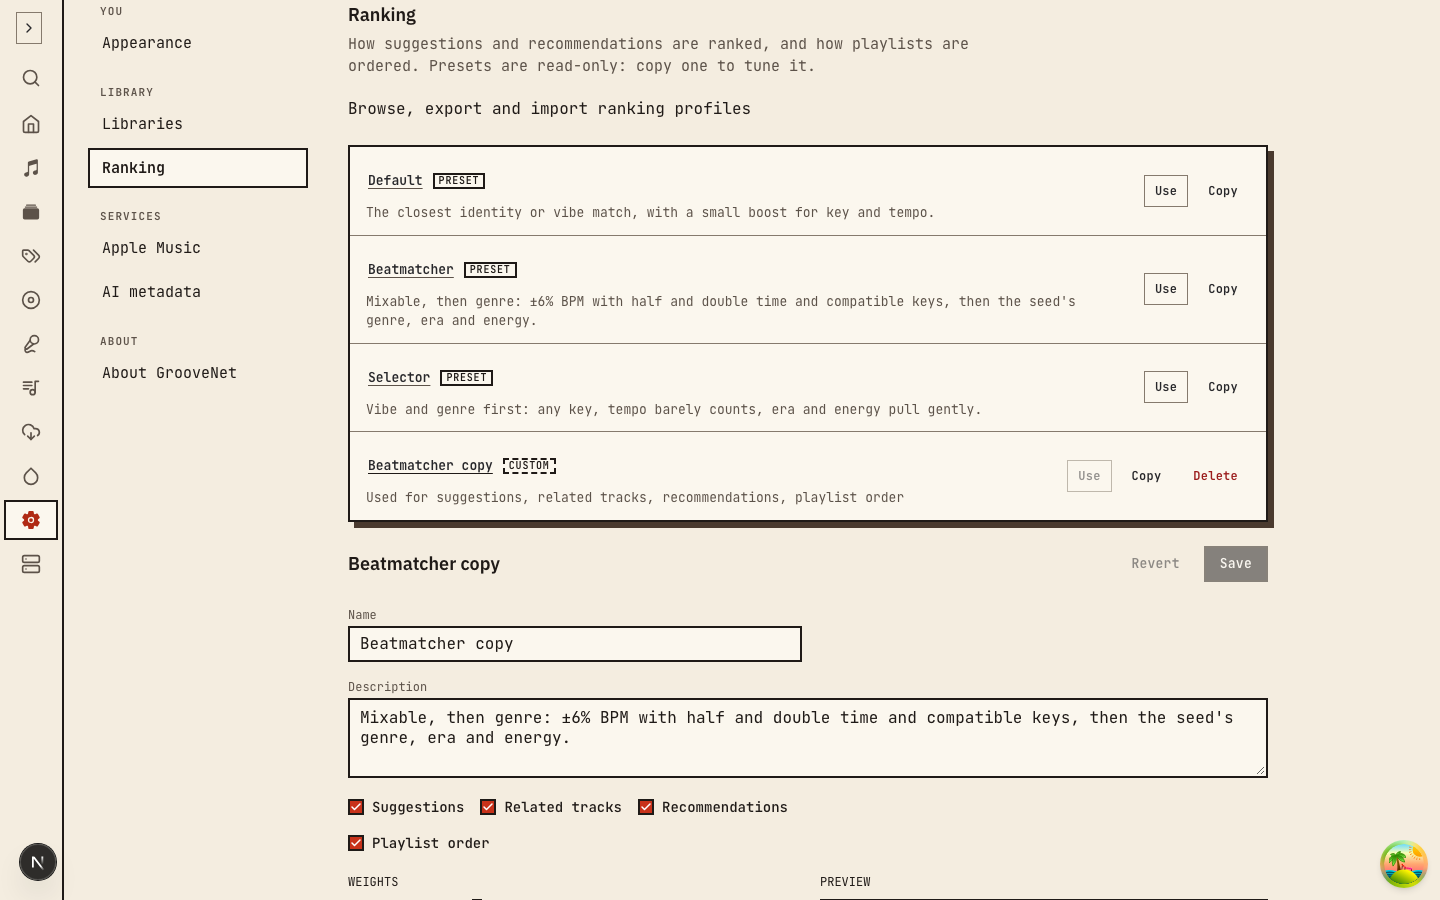 YOU
Appearance
LIBRARY
Libraries
Ranking
SERVICES
Apple Music
AI metadata
ABOUT
About GrooveNet
Ranking
How suggestions and recommendations are ranked, and how playlists are
ordered. Presets are read-only: copy one to tune it.
Browse, export and import ranking profiles
Default PRESET
The closest identity or vibe match, with a small boost for key and tempo.
Use Copy
Beatmatcher PRESET
Mixable, then genre: ±6% BPM with half and double time and compatible keys, then the seed's
genre, era and energy.
Use Copy
Selector PRESET
Vibe and genre first: any key, tempo barely counts, era and energy pull gently.
Use Copy
Beatmatcher copy CUSTOM
Used for suggestions, related tracks, recommendations, playlist order
Use Copy Delete
Beatmatcher copy
Revert Save
Name
Beatmatcher copy
Description
Mixable, then genre: ±6% BPM with half and double time and compatible keys, then the seed's
genre, era and energy.
Suggestions Related tracks Recommendations
Playlist order
WEIGHTS PREVIEW
N